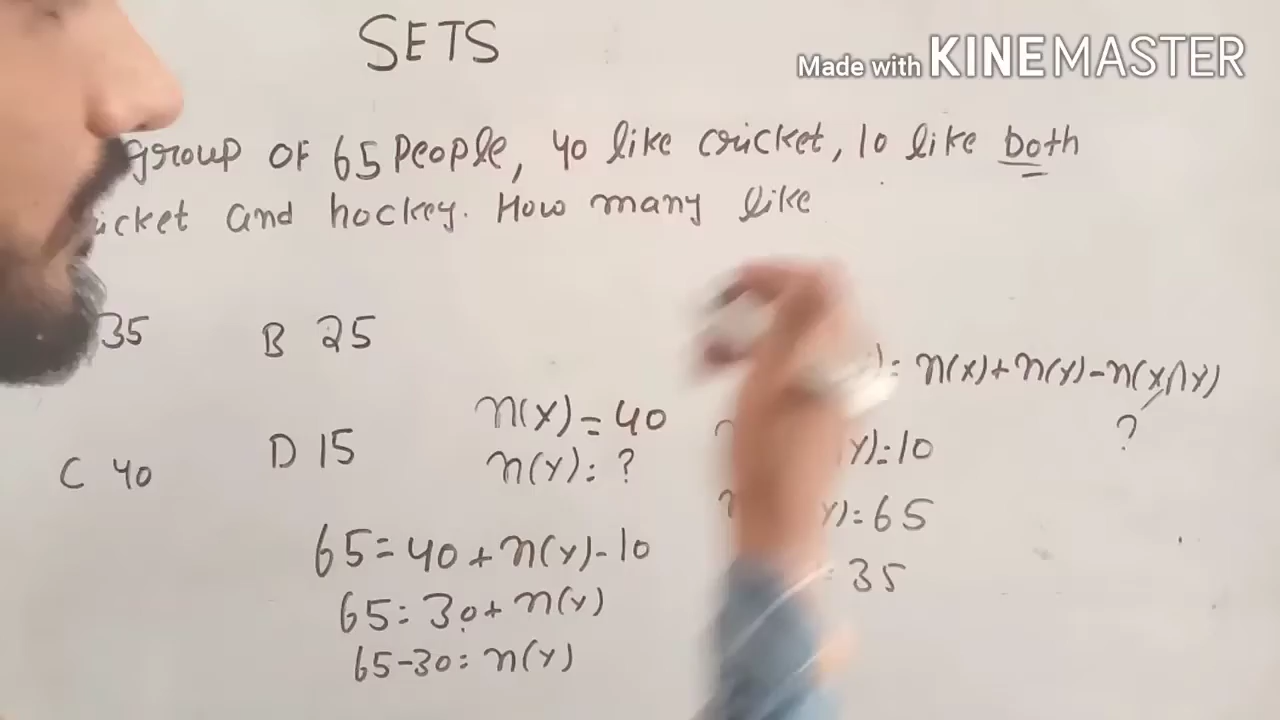 SETS
Made with KINEMASTER
group OF 65 People, 40 like cricket, 10 like both
icket and hockey. How many like
35 B 25
C 40 D 15
): n(x)+n(y)-n(x∩y)
?
n(x)=40
n(y):?
y):10
y):65
35
65=40+n(y)-10
65:30+n(y)
65-30=n(y)